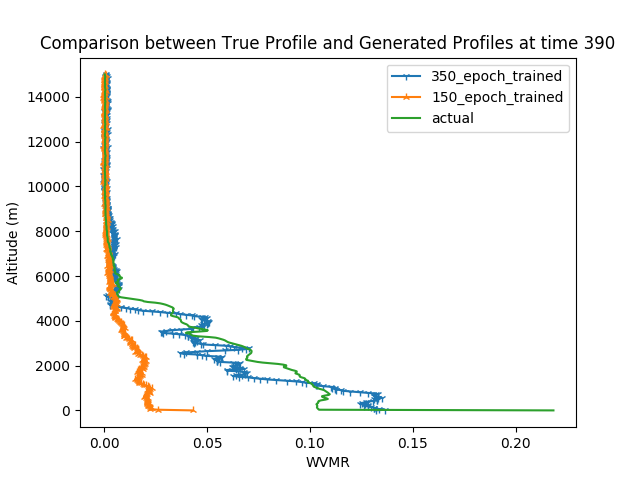 Comparison between True Profile and Generated Profiles at time 390
350_epoch_trained
150_epoch_trained
actual
14000
12000
10000
8000
6000
4000
2000
0
Altitude (m)
0.00 0.05 0.10 0.15 0.20
WVMR